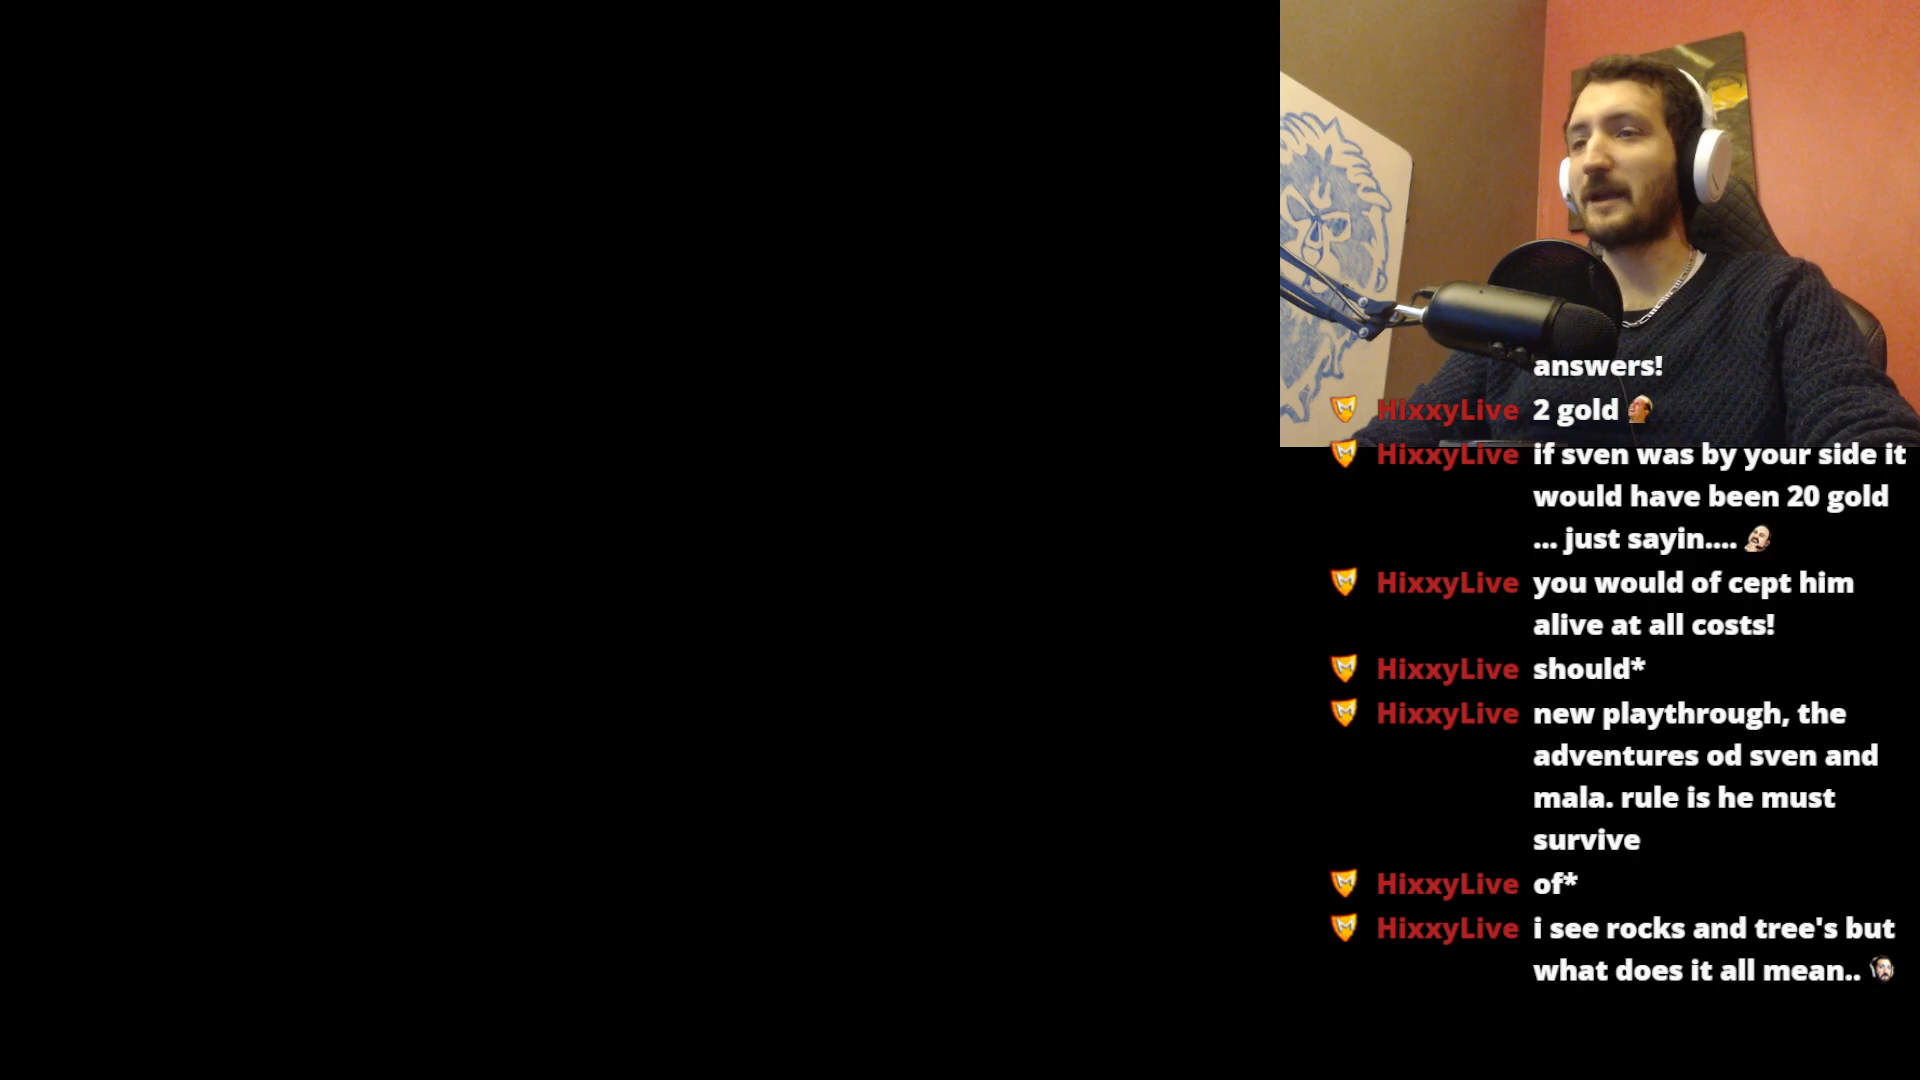 answers!
HixxyLive 2 gold
HixxyLive if sven was by your side it
would have been 20 gold
... just sayin....
HixxyLive you would of cept him
alive at all costs!
HixxyLive should*
HixxyLive new playthrough, the
adventures od sven and
mala. rule is he must
survive
HixxyLive of*
HixxyLive i see rocks and tree's but
what does it all mean..